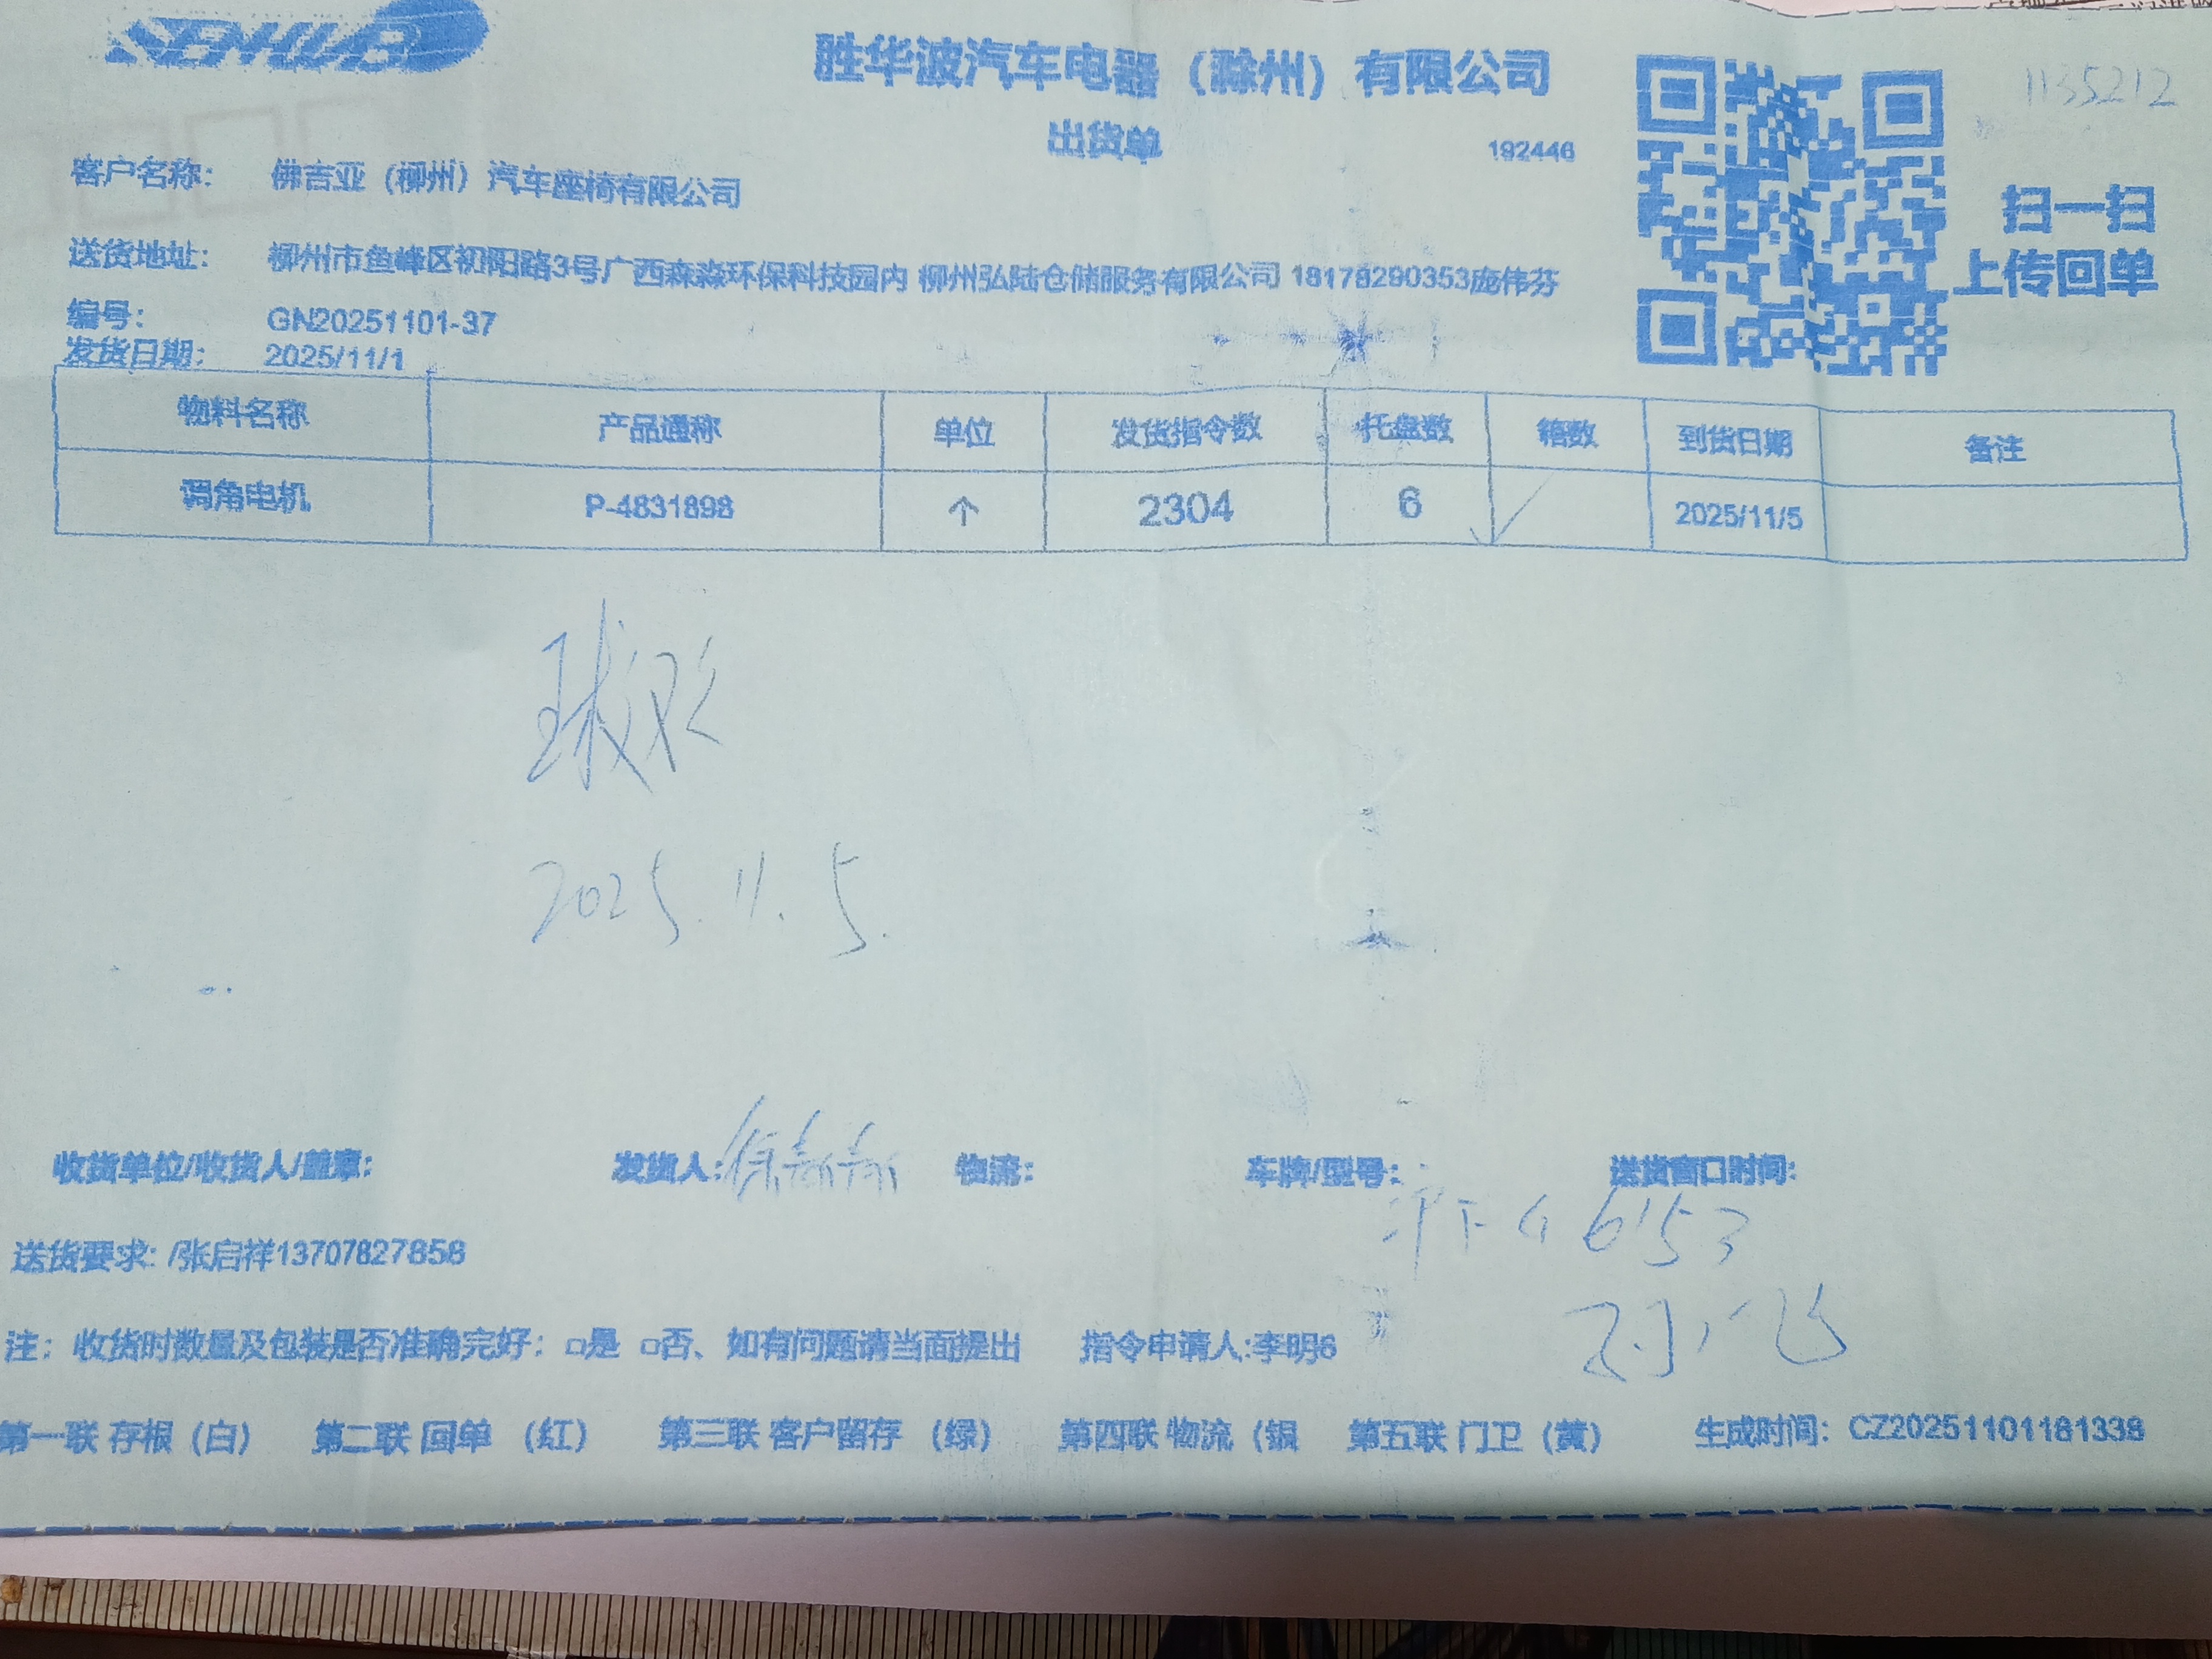 SEHWB
1135212
胜华波汽车电器（滁州）有限公司
出货单
192446
扫一扫
上传回单
客户名称： 佛吉亚（柳州）汽车座椅有限公司
送货地址： 柳州市鱼峰区初阳路3号广西森淼环保科技园内 柳州弘陆仓储服务有限公司 18178290353庞伟芬
编号： GN20251101-37
发货日期： 2025/11/1
物料名称 产品通称 单位 发货指令数 托盘数 箱数 到货日期 备注
调角电机 P-4831898 个 2304 6 2025/11/5
2025.11.5.
收货单位/收货人/盖章： 发货人： 物流： 车牌/型号： 送货窗口时间：
6153
送货要求：/张启祥13707827858
注：收货时数量及包装是否准确完好：□是 □否、如有问题请当面提出 指令申请人:李明6
第一联 存根（白） 第二联 回单 （红） 第三联 客户留存 （绿） 第四联 物流（银 第五联 门卫（黄） 生成时间：CZ20251101181338